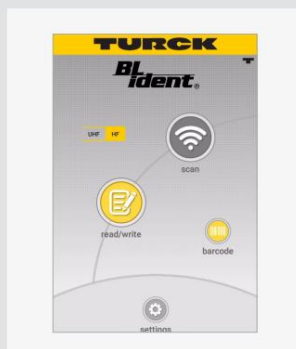 TURCK
BL
ident®
UHF HF
scan
read/write
barcode
settings